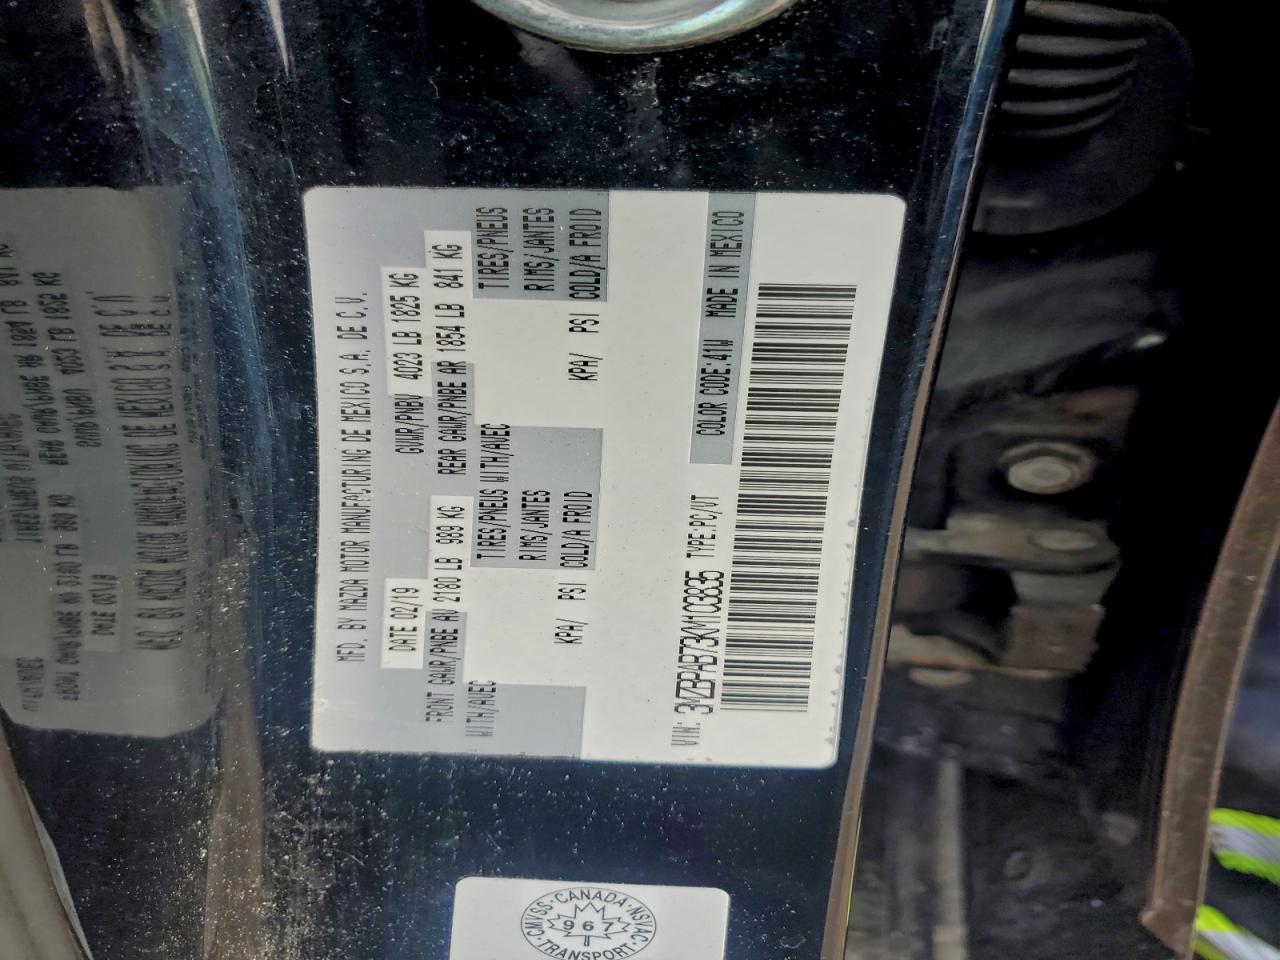 MFD. BY MAZDA MOTOR MANUFACTURING DE MEXICO S.A. DE C.V.
DATE 02/19 GVWR/PNBV 4023 LB 1825 KG
FRONT GAWR/PNBE AV 2180 LB 989 KG REAR GAWR/PNBE AR 1854 LB 841 KG
WITH/AVEC TIRES/PNEUS WITH/AVEC TIRES/PNEUS
RIMS/JANTES RIMS/JANTES
KPA/ PSI COLD/A FROID KPA/ PSI COLD/A FROID
VIN: 3MZBPAB73KM103835 TYPE:PC/VT COLOR CODE:41W MADE IN MEXICO
CMVSS · CANADA · NSVAC
967
TRANSPORT